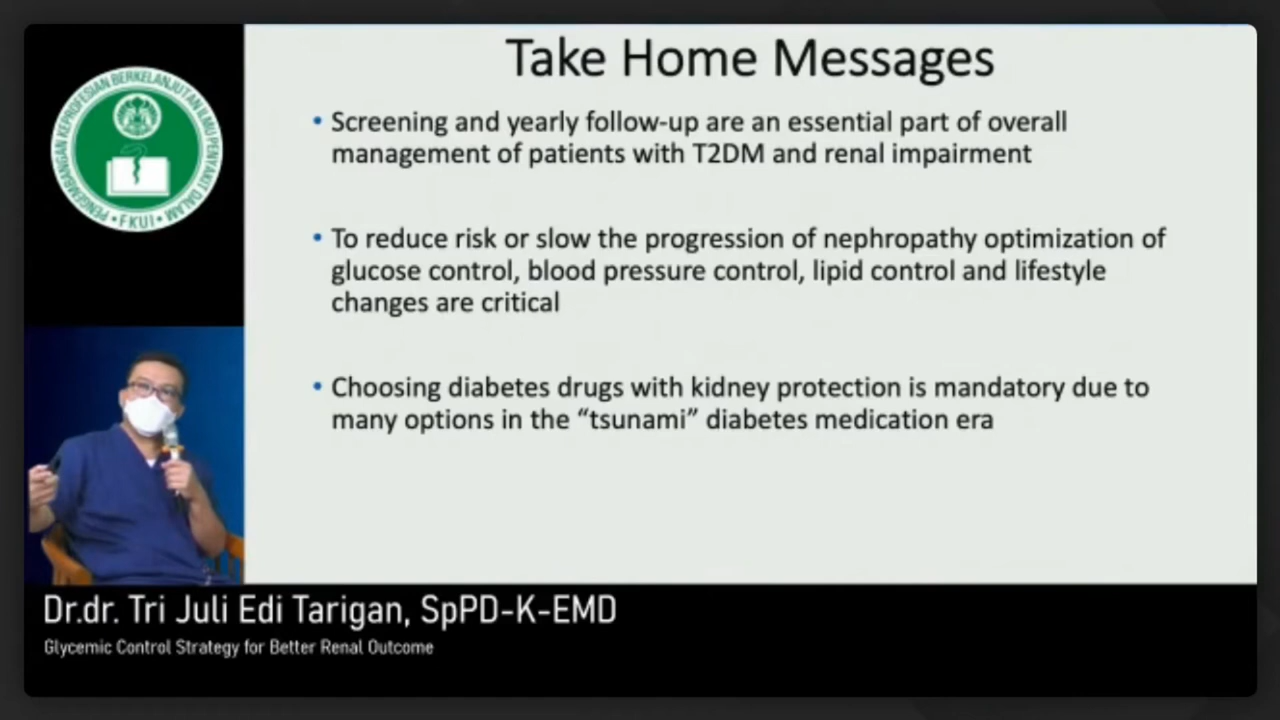 PENGEMBANGAN KEPROFESIAN BERKELANJUTAN ILMU PENYAKIT DALAM
• FKUI •
Take Home Messages
• Screening and yearly follow-up are an essential part of overall
management of patients with T2DM and renal impairment
• To reduce risk or slow the progression of nephropathy optimization of
glucose control, blood pressure control, lipid control and lifestyle
changes are critical
• Choosing diabetes drugs with kidney protection is mandatory due to
many options in the “tsunami” diabetes medication era
Dr.dr. Tri Juli Edi Tarigan, SpPD-K-EMD
Glycemic Control Strategy for Better Renal Outcome